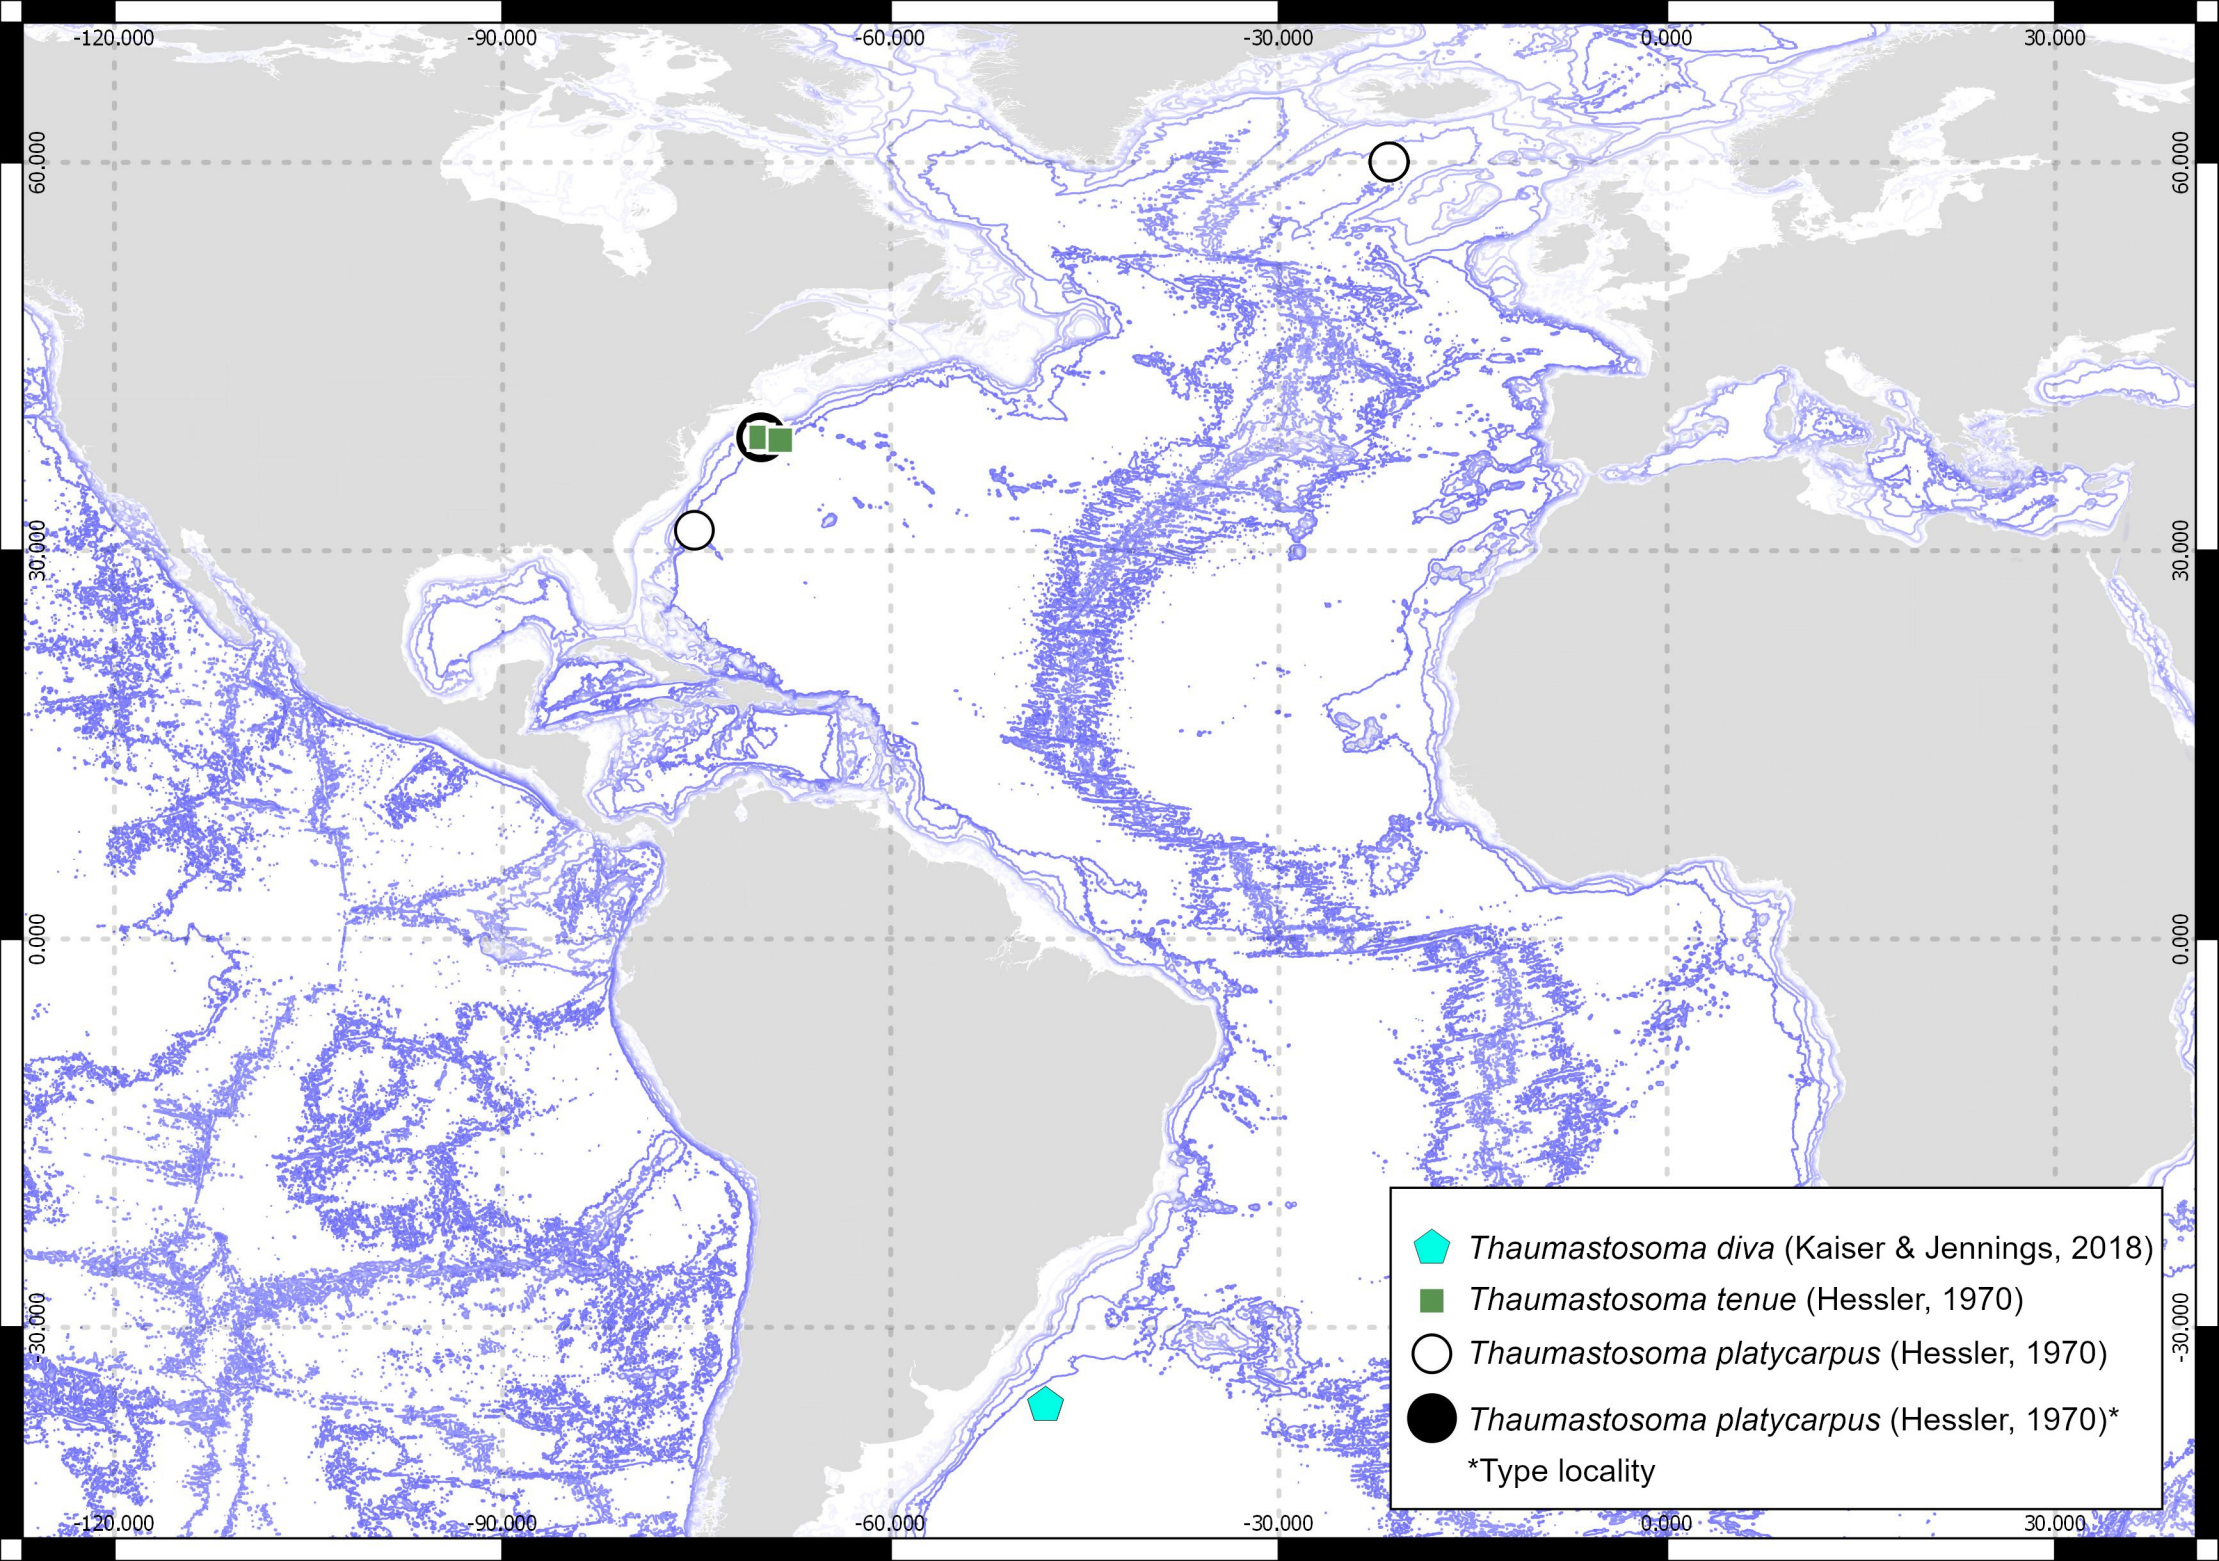 -120.000 -90.000 -60.000 -30.000 0.000 30.000
60.000 60.000
30.000 30.000
0.000 0.000
-30.000 -30.000
Thaumastosoma diva (Kaiser & Jennings, 2018)
Thaumastosoma tenue (Hessler, 1970)
Thaumastosoma platycarpus (Hessler, 1970)
Thaumastosoma platycarpus (Hessler, 1970)*
*Type locality
-120.000 -90.000 -60.000 -30.000 0.000 30.000